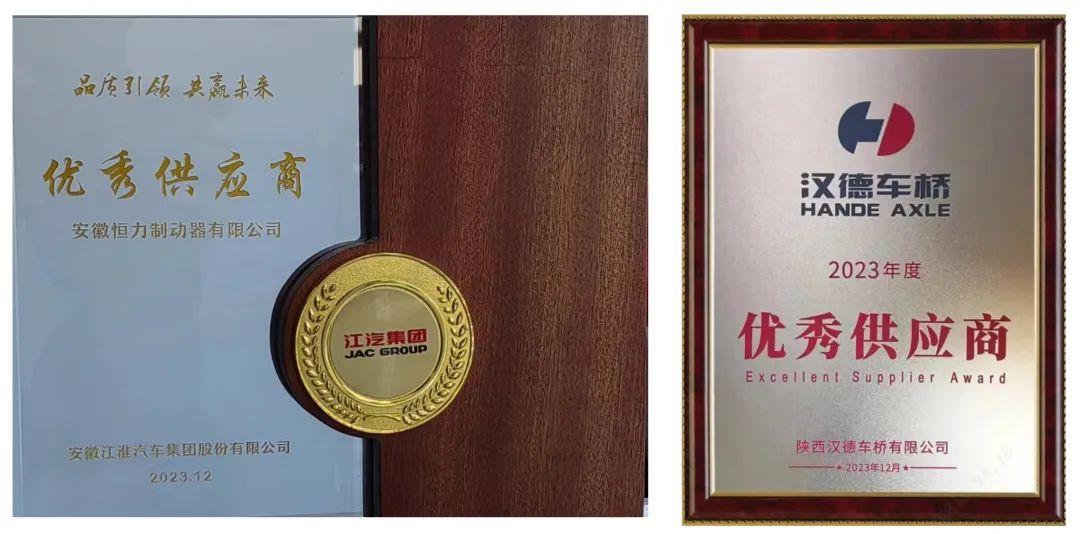 品质引领 共赢未来
优秀供应商
安徽恒力制动器有限公司
江汽集团
JAC GROUP
安徽江淮汽车集团股份有限公司
2023.12
汉德车桥
HANDE AXLE
2023年度
优秀供应商
Excellent Supplier Award
陕西汉德车桥有限公司
★2023年12月★